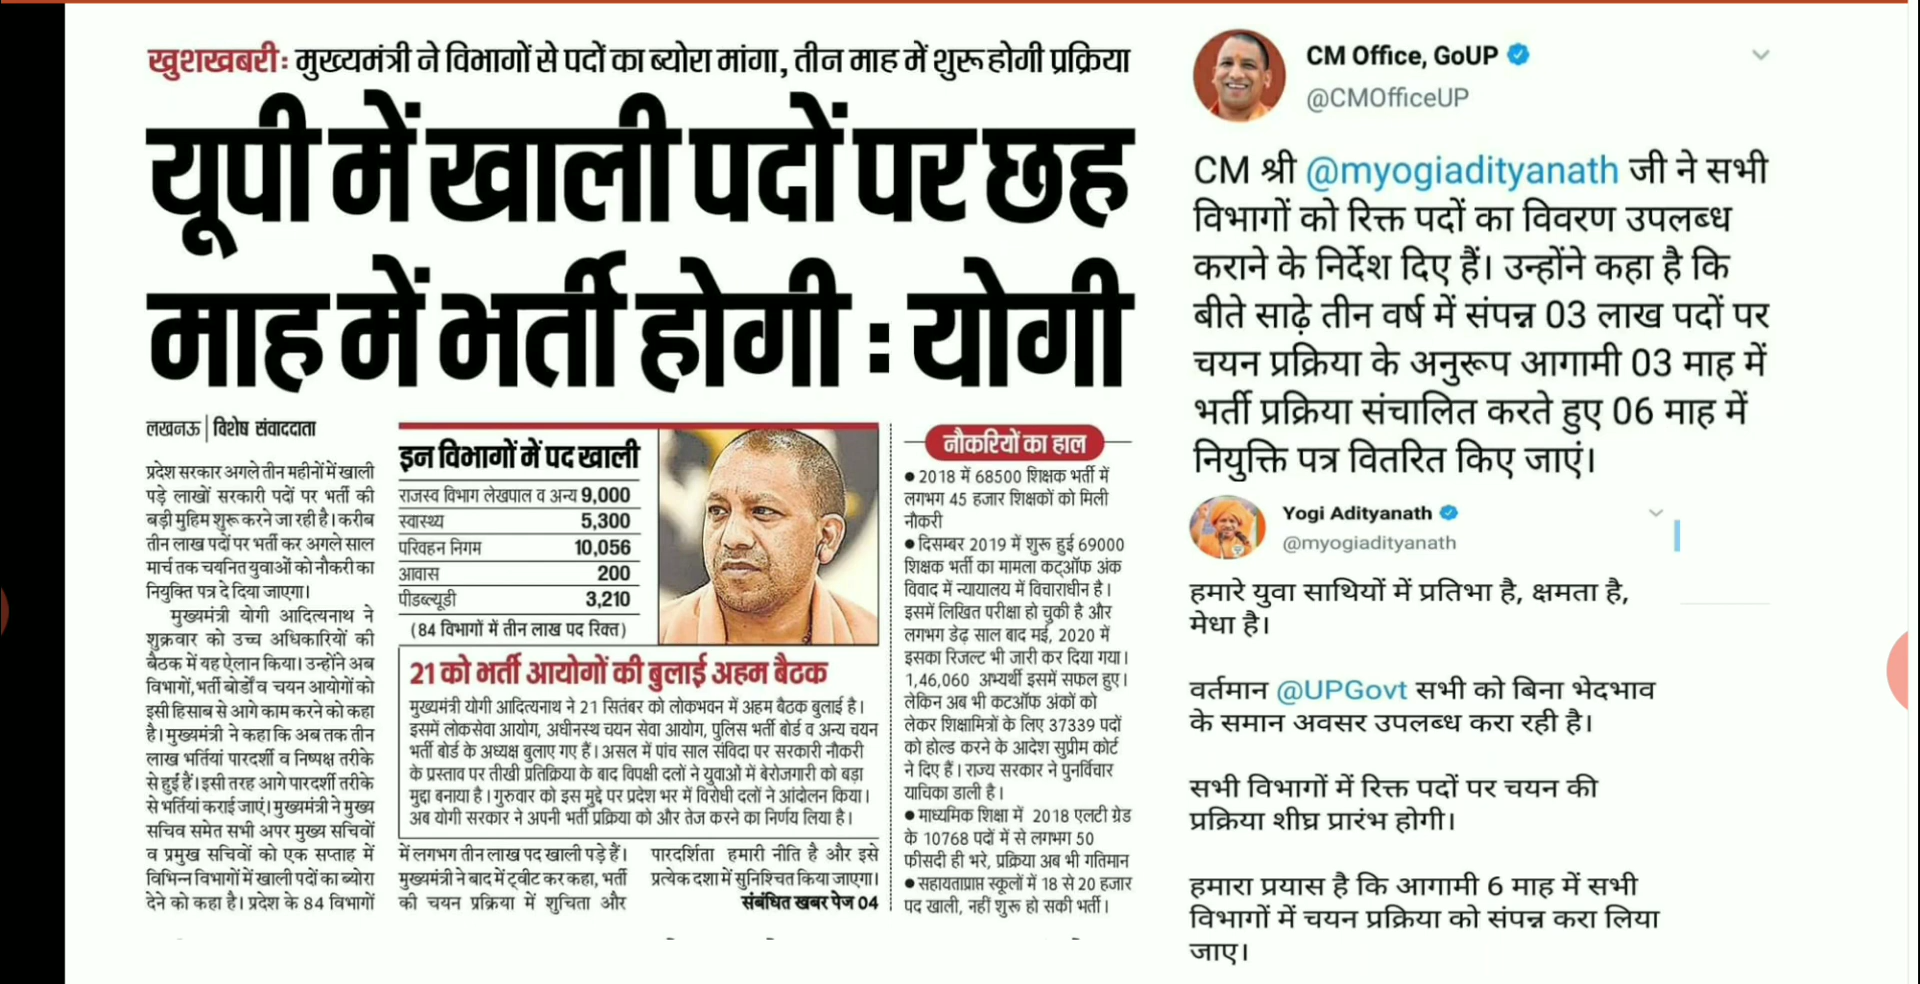 खुशखबरी: मुख्यमंत्री ने विभागों से पदों का ब्योरा मांगा, तीन माह में शुरू होगी प्रक्रिया
यूपी में खाली पदों पर छह
माह में भर्ती होगी : योगी
लखनऊ | विशेष संवाददाता
प्रदेश सरकार अगले तीन महीनों में खाली
पड़े लाखों सरकारी पदों पर भर्ती की
बड़ी मुहिम शुरू करने जा रही है। करीब
तीन लाख पदों पर भर्ती कर अगले साल
मार्च तक चयनित युवाओं को नौकरी का
नियुक्ति पत्र दे दिया जाएगा।
मुख्यमंत्री योगी आदित्यनाथ ने
शुक्रवार को उच्च अधिकारियों की
बैठक में यह ऐलान किया। उन्होंने अब
विभागों, भर्ती बोर्डों व चयन आयोगों को
इसी हिसाब से आगे काम करने को कहा
है। मुख्यमंत्री ने कहा कि अब तक तीन
लाख भर्तियां पारदर्शी व निष्पक्ष तरीके
से हुईं हैं। इसी तरह आगे पारदर्शी तरीके
से भर्तियां कराई जाएं। मुख्यमंत्री ने मुख्य
सचिव समेत सभी अपर मुख्य सचिवों
व प्रमुख सचिवों को एक सप्ताह में
विभिन्न विभागों में खाली पदों का ब्योरा
देने को कहा है। प्रदेश के 84 विभागों
इन विभागों में पद खाली
राजस्व विभाग लेखपाल व अन्य 9,000
स्वास्थ्य 5,300
परिवहन निगम 10,056
आवास 200
पीडब्ल्यूडी 3,210
(84 विभागों में तीन लाख पद रिक्त)
21 को भर्ती आयोगों की बुलाई अहम बैठक
मुख्यमंत्री योगी आदित्यनाथ ने 21 सितंबर को लोकभवन में अहम बैठक बुलाई है।
इसमें लोकसेवा आयोग, अधीनस्थ चयन सेवा आयोग, पुलिस भर्ती बोर्ड व अन्य चयन
भर्ती बोर्ड के अध्यक्ष बुलाए गए हैं। असल में पांच साल संविदा पर सरकारी नौकरी
के प्रस्ताव पर तीखी प्रतिक्रिया के बाद विपक्षी दलों ने युवाओं में बेरोजगारी को बड़ा
मुद्दा बनाया है। गुरुवार को इस मुद्दे पर प्रदेश भर में विरोधी दलों ने आंदोलन किया।
अब योगी सरकार ने अपनी भर्ती प्रक्रिया को और तेज करने का निर्णय लिया है।
में लगभग तीन लाख पद खाली पड़े हैं।
मुख्यमंत्री ने बाद में ट्वीट कर कहा, भर्ती
की चयन प्रक्रिया में शुचिता और
पारदर्शिता हमारी नीति है और इसे
प्रत्येक दशा में सुनिश्चित किया जाएगा।
संबंधित खबर पेज 04
नौकरियों का हाल
● 2018 में 68500 शिक्षक भर्ती में
लगभग 45 हजार शिक्षकों को मिली
नौकरी
● दिसम्बर 2019 में शुरू हुई 69000
शिक्षक भर्ती का मामला कट्ऑफ अंक
विवाद में न्यायालय में विचाराधीन है।
इसमें लिखित परीक्षा हो चुकी है और
लगभग डेढ़ साल बाद मई, 2020 में
इसका रिजल्ट भी जारी कर दिया गया।
1,46,060 अभ्यर्थी इसमें सफल हुए।
लेकिन अब भी कटऑफ अंकों को
लेकर शिक्षामित्रों के लिए 37339 पदों
को होल्ड करने के आदेश सुप्रीम कोर्ट
ने दिए हैं। राज्य सरकार ने पुनर्विचार
याचिका डाली है।
● माध्यमिक शिक्षा में 2018 एलटी ग्रेड
के 10768 पदों में से लगभग 50
फीसदी ही भरे, प्रक्रिया अब भी गतिमान
● सहायताप्राप्त स्कूलों में 18 से 20 हजार
पद खाली, नहीं शुरू हो सकी भर्ती।
CM Office, GoUP
@CMOfficeUP
CM श्री @myogiadityanath जी ने सभी
विभागों को रिक्त पदों का विवरण उपलब्ध
कराने के निर्देश दिए हैं। उन्होंने कहा है कि
बीते साढ़े तीन वर्ष में संपन्न 03 लाख पदों पर
चयन प्रक्रिया के अनुरूप आगामी 03 माह में
भर्ती प्रक्रिया संचालित करते हुए 06 माह में
नियुक्ति पत्र वितरित किए जाएं।
Yogi Adityanath
@myogiadityanath
हमारे युवा साथियों में प्रतिभा है, क्षमता है,
मेधा है।
वर्तमान @UPGovt सभी को बिना भेदभाव
के समान अवसर उपलब्ध करा रही है।
सभी विभागों में रिक्त पदों पर चयन की
प्रक्रिया शीघ्र प्रारंभ होगी।
हमारा प्रयास है कि आगामी 6 माह में सभी
विभागों में चयन प्रक्रिया को संपन्न करा लिया
जाए।